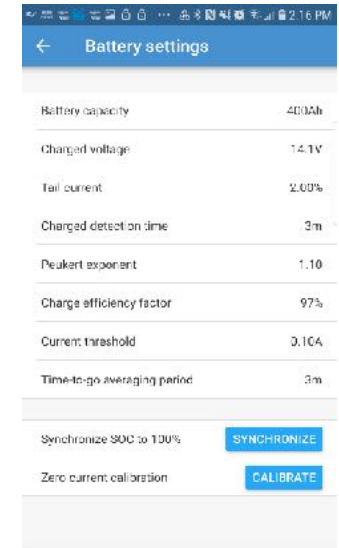 2:16 PM
Battery settings
Battery capacity 400Ah
Charged voltage 14.1V
Tail current 2.00%
Charged detection time 3m
Peukert exponent 1.10
Charge efficiency factor 97%
Current threshold 0.10A
Time-to-go averaging period 3m
Synchronize SOC to 100% SYNCHRONIZE
Zero current calibration CALIBRATE